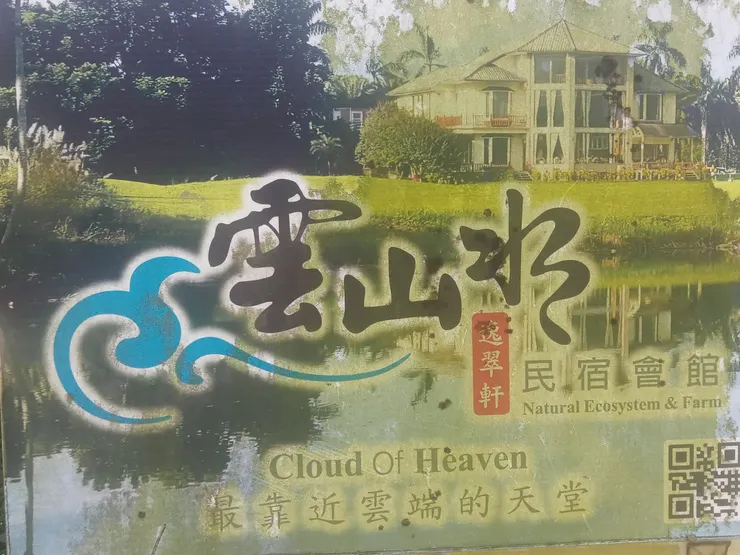 雲山水
逸翠軒
民宿會館
Natural Ecosystem & Farm
Cloud Of Heaven
最靠近雲端的天堂